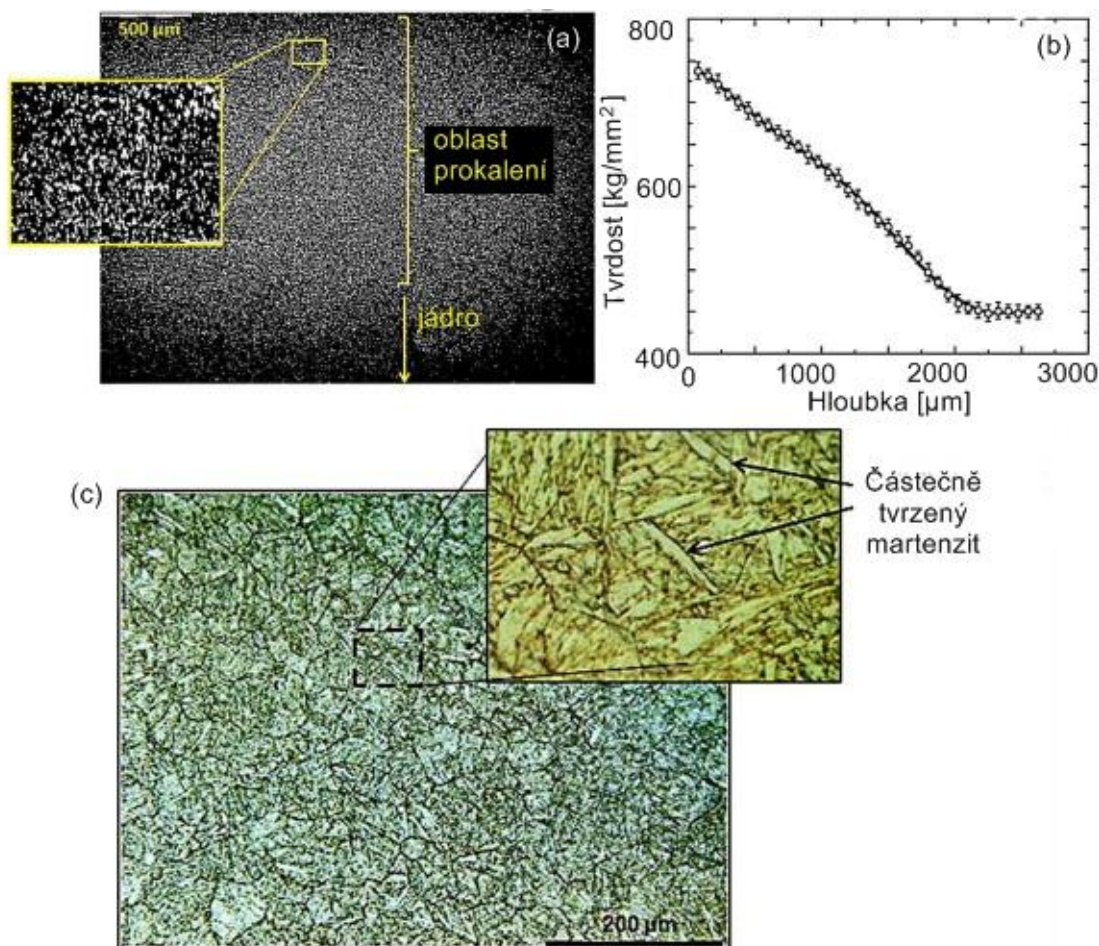 500 µm
(a)
oblast
prokalení
jádro
(b)
800
600
400
Tvrdost [kg/mm²]
0
1000
2000
3000
Hloubka [µm]
(c)
Částečně
tvrzený
martenzit
200 µm